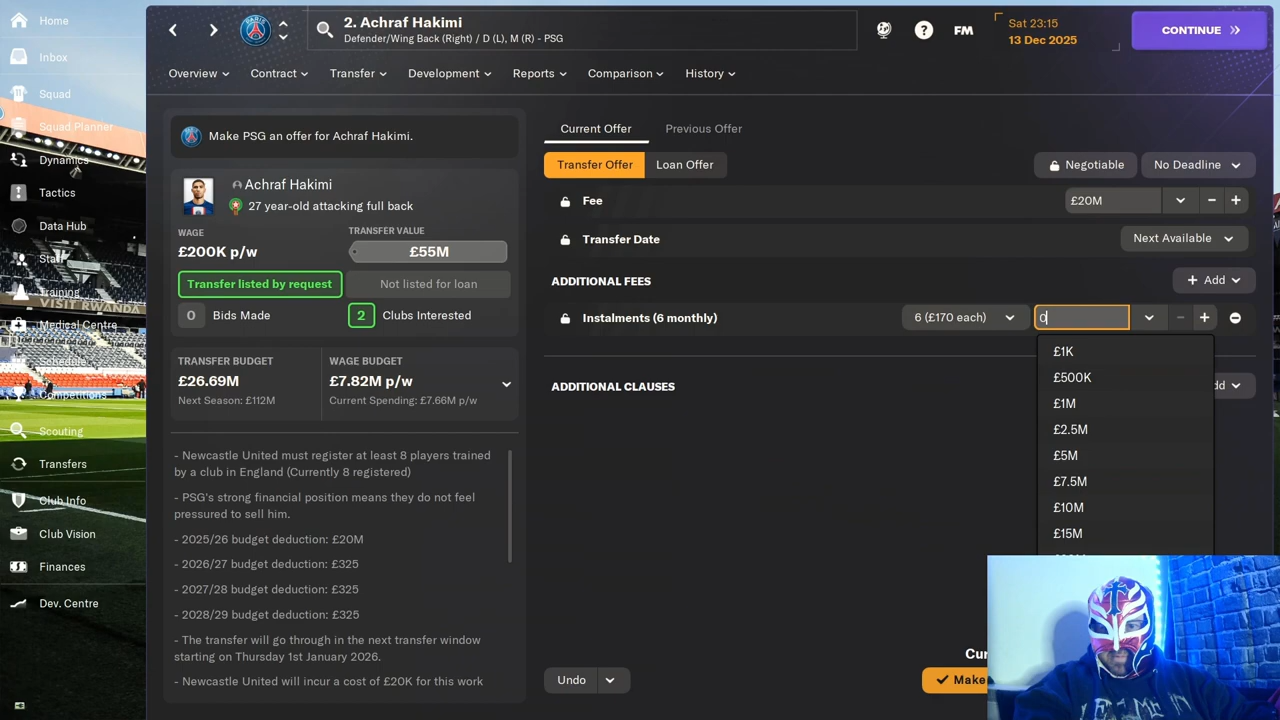 Home
Inbox
Squad
Squad Planner
Dynamics
Tactics
Data Hub
Staff
Training
VISIT RWANDA
Medical Centre
Schedule
Competitions
Scouting
Transfers
Club Info
Club Vision
Finances
Dev. Centre
PARIS
2. Achraf Hakimi
Defender/Wing Back (Right) / D (L), M (R) - PSG
FM
Sat 23:15
13 Dec 2025
CONTINUE
Overview
Contract
Transfer
Development
Reports
Comparison
History
Make PSG an offer for Achraf Hakimi.
Achraf Hakimi
27 year-old attacking full back
WAGE
£200K p/w
TRANSFER VALUE
£55M
Transfer listed by request
Not listed for loan
0 Bids Made
2 Clubs Interested
TRANSFER BUDGET
£26.69M
Next Season: £112M
WAGE BUDGET
£7.82M p/w
Current Spending: £7.66M p/w
- Newcastle United must register at least 8 players trained
by a club in England (Currently 8 registered)
- PSG's strong financial position means they do not feel
pressured to sell him.
- 2025/26 budget deduction: £20M
- 2026/27 budget deduction: £325
- 2027/28 budget deduction: £325
- 2028/29 budget deduction: £325
- The transfer will go through in the next transfer window
starting on Thursday 1st January 2026.
- Newcastle United will incur a cost of £20K for this work
Current Offer
Previous Offer
Transfer Offer
Loan Offer
Negotiable
No Deadline
Fee
£20M
Transfer Date
Next Available
ADDITIONAL FEES
Add
Instalments (6 monthly)
6 (£170 each)
0
£1K
£500K
£1M
£2.5M
£5M
£7.5M
£10M
£15M
ADDITIONAL CLAUSES
Undo
Make